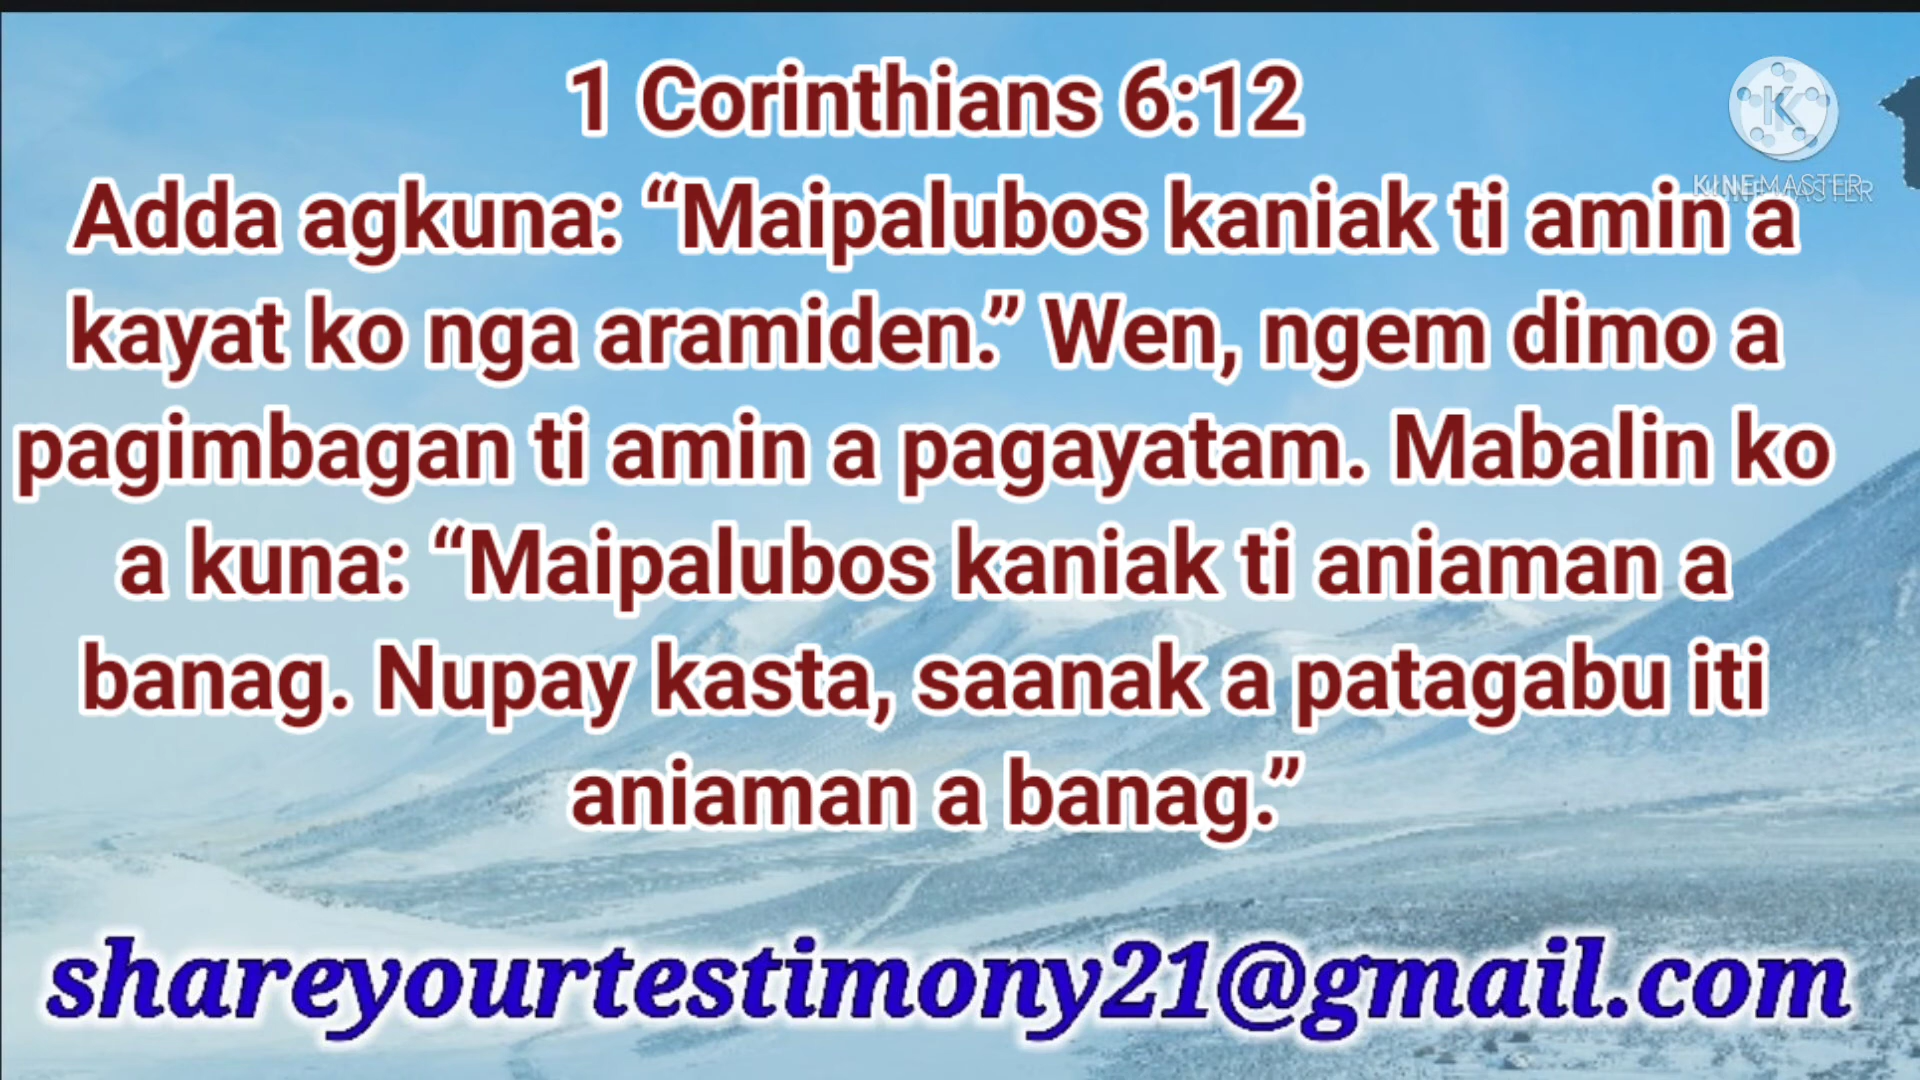 1 Corinthians 6:12
KINEMASTER
Adda agkuna: “Maipalubos kaniak ti amin a
kayat ko nga aramiden.” Wen, ngem dimo a
pagimbagan ti amin a pagayatam. Mabalin ko
a kuna: “Maipalubos kaniak ti aniaman a
banag. Nupay kasta, saanak a patagabu iti
aniaman a banag.”
shareyourtestimony21@gmail.com